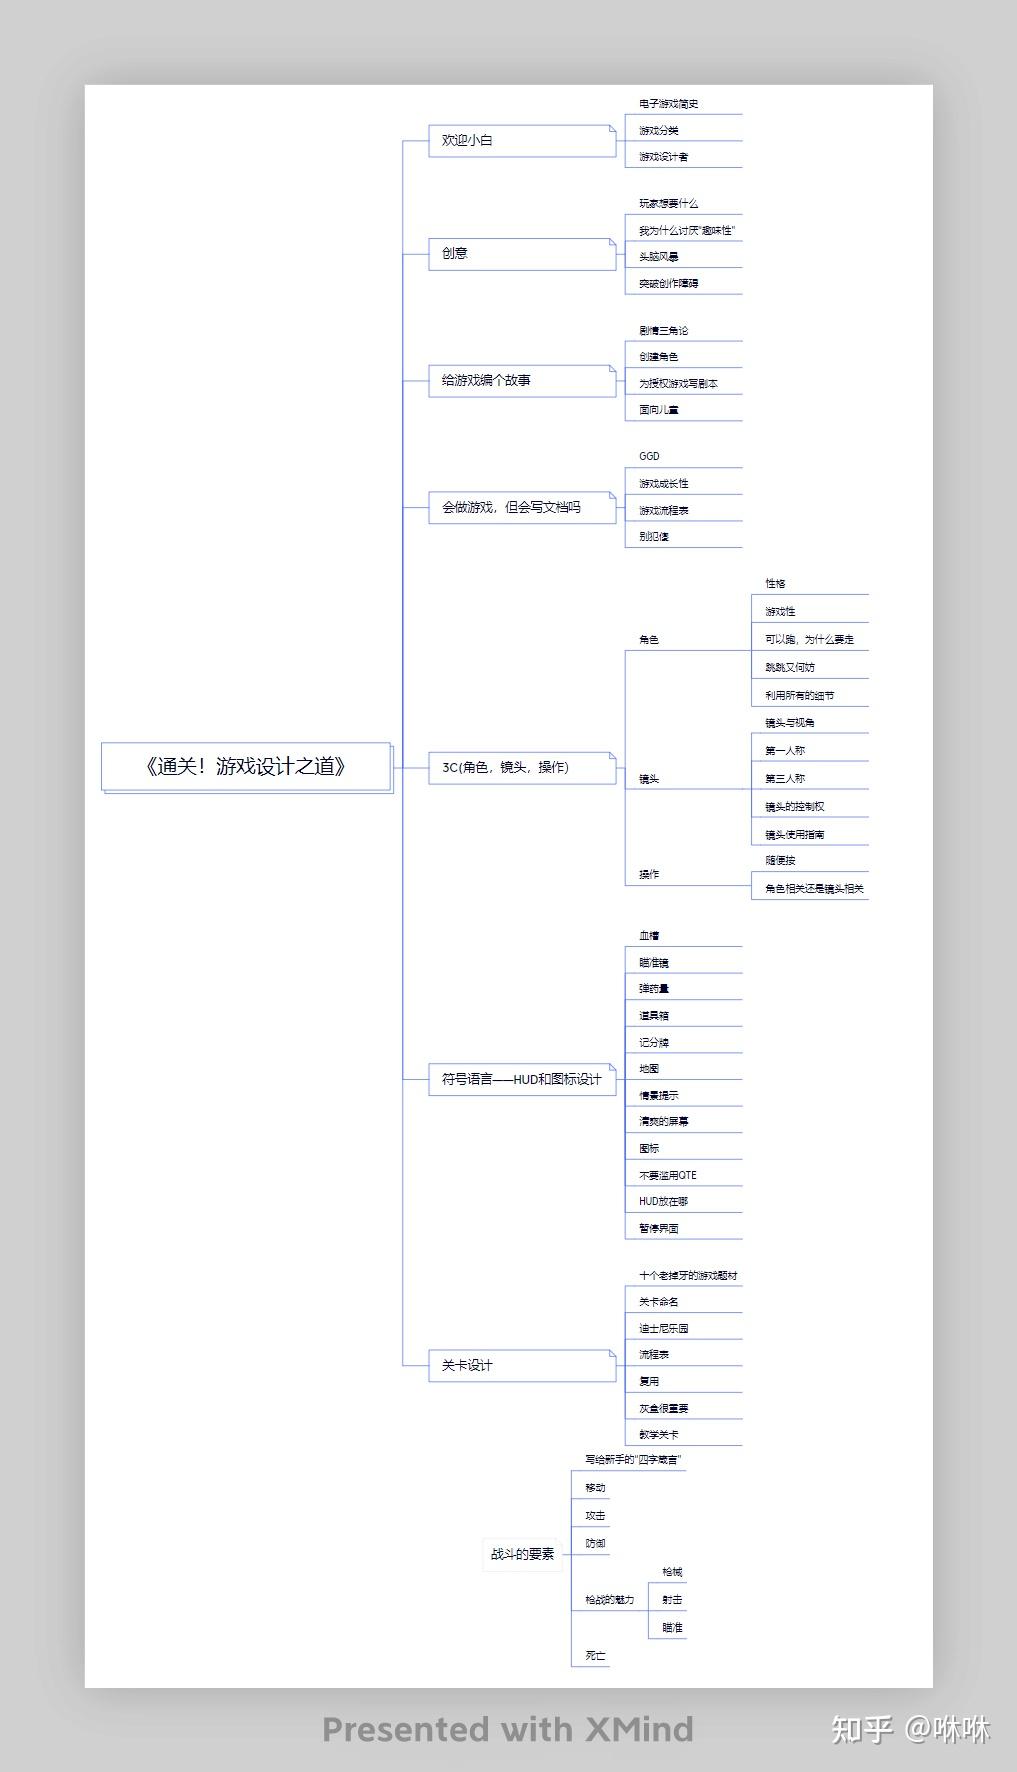 《通关！游戏设计之道》
欢迎小白
电子游戏简史
游戏分类
游戏设计者
创意
玩家想要什么
我为什么讨厌"趣味性"
头脑风暴
突破创作障碍
给游戏编个故事
剧情三角论
创建角色
为授权游戏写剧本
面向儿童
会做游戏，但会写文档吗
GGD
游戏成长性
游戏流程表
别犯傻
3C(角色，镜头，操作)
角色
性格
游戏性
可以跑，为什么要走
跳跳又何妨
利用所有的细节
镜头
镜头与视角
第一人称
第三人称
镜头的控制权
镜头使用指南
操作
随便按
角色相关还是镜头相关
符号语言——HUD和图标设计
血槽
瞄准镜
弹药量
道具箱
记分牌
地图
情景提示
清爽的屏幕
图标
不要滥用QTE
HUD放在哪
暂停界面
关卡设计
十个老掉牙的游戏题材
关卡命名
迪士尼乐园
流程表
复用
灰盒很重要
教学关卡
战斗的要素
写给新手的"四字箴言"
移动
攻击
防御
枪战的魅力
枪械
射击
瞄准
死亡
Presented with XMind
知乎 @咻咻